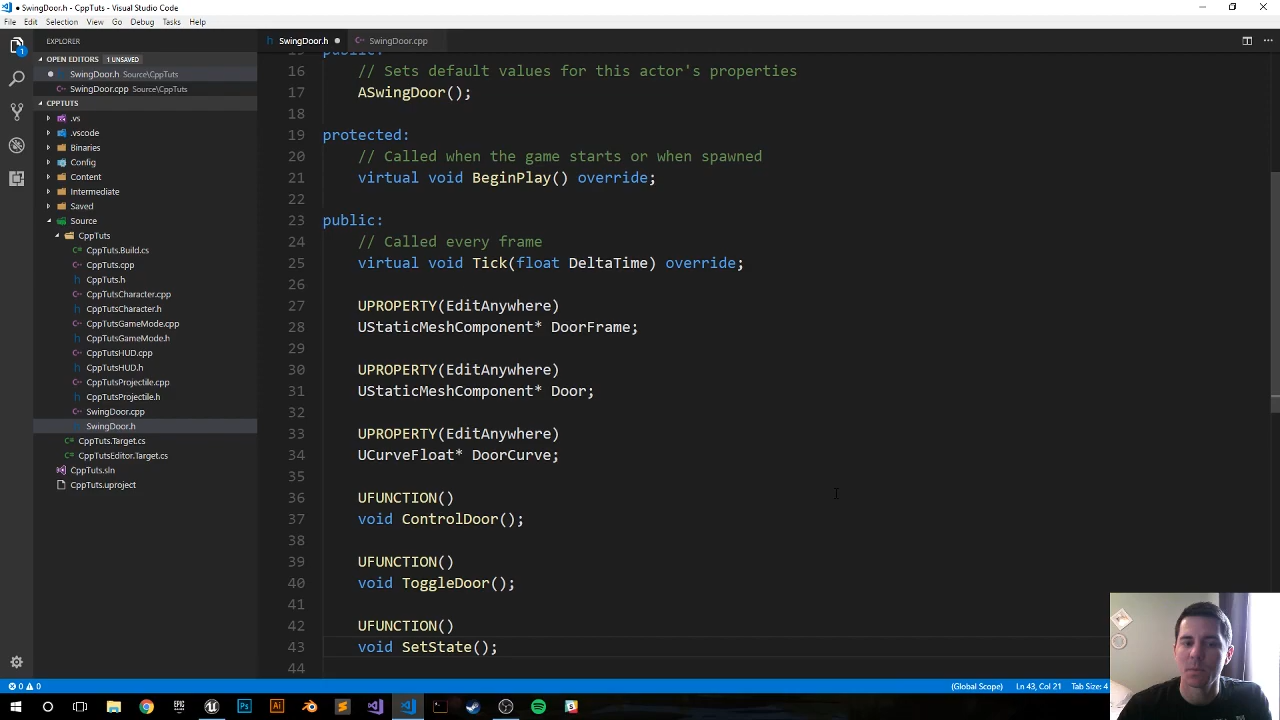 SwingDoor.h - CppTuts - Visual Studio Code
File Edit Selection View Go Debug Tasks Help
EXPLORER
OPEN EDITORS 1 UNSAVED
SwingDoor.h Source\CppTuts
SwingDoor.cpp Source\CppTuts
CPPTUTS
.vs
.vscode
Binaries
Config
Content
Intermediate
Saved
Source
CppTuts
CppTuts.Build.cs
CppTuts.cpp
CppTuts.h
CppTutsCharacter.cpp
CppTutsCharacter.h
CppTutsGameMode.cpp
CppTutsGameMode.h
CppTutsHUD.cpp
CppTutsHUD.h
CppTutsProjectile.cpp
CppTutsProjectile.h
SwingDoor.cpp
SwingDoor.h
CppTuts.Target.cs
CppTutsEditor.Target.cs
CppTuts.sln
CppTuts.uproject
SwingDoor.h SwingDoor.cpp
15 public:
16 // Sets default values for this actor's properties
17 ASwingDoor();
18
19 protected:
20 // Called when the game starts or when spawned
21 virtual void BeginPlay() override;
22
23 public:
24 // Called every frame
25 virtual void Tick(float DeltaTime) override;
26
27 UPROPERTY(EditAnywhere)
28 UStaticMeshComponent* DoorFrame;
29
30 UPROPERTY(EditAnywhere)
31 UStaticMeshComponent* Door;
32
33 UPROPERTY(EditAnywhere)
34 UCurveFloat* DoorCurve;
35
36 UFUNCTION()
37 void ControlDoor();
38
39 UFUNCTION()
40 void ToggleDoor();
41
42 UFUNCTION()
43 void SetState();
44
0 0 (Global Scope) Ln 43, Col 21 Tab Size: 4